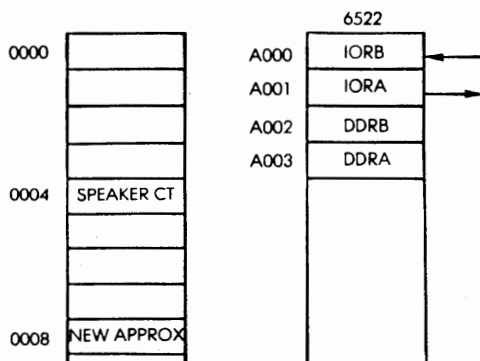 6522
0000
A000 IORB
A001 IORA
A002 DDRB
A003 DDRA
0004 SPEAKER CT
0008 NEW APPROX